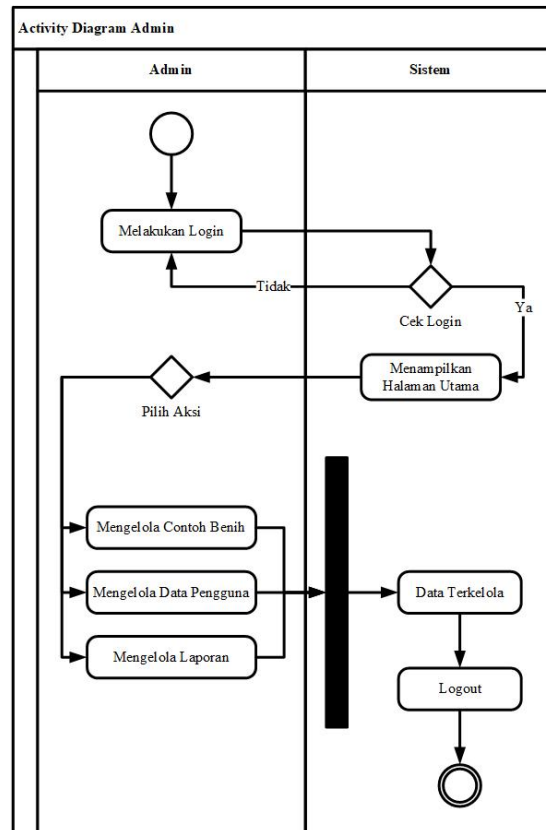 Activity Diagram Admin
Admin
Sistem
Melakukan Login
Tidak
Cek Login
Ya
Menampilkan
Halaman Utama
Pilih Aksi
Mengelola Contoh Benih
Mengelola Data Pengguna
Data Terkelola
Mengelola Laporan
Logout